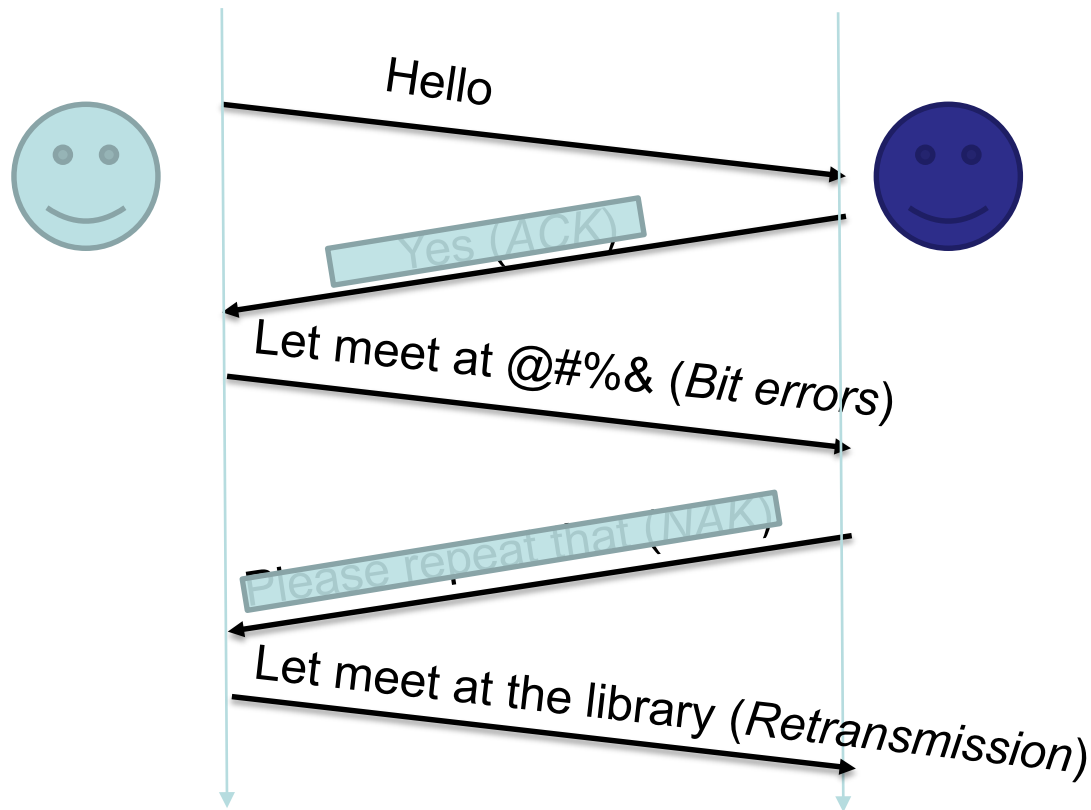 Hello
Yes (ACK)
Let meet at @#%& (Bit errors)
Please repeat that (NAK)
Let meet at the library (Retransmission)